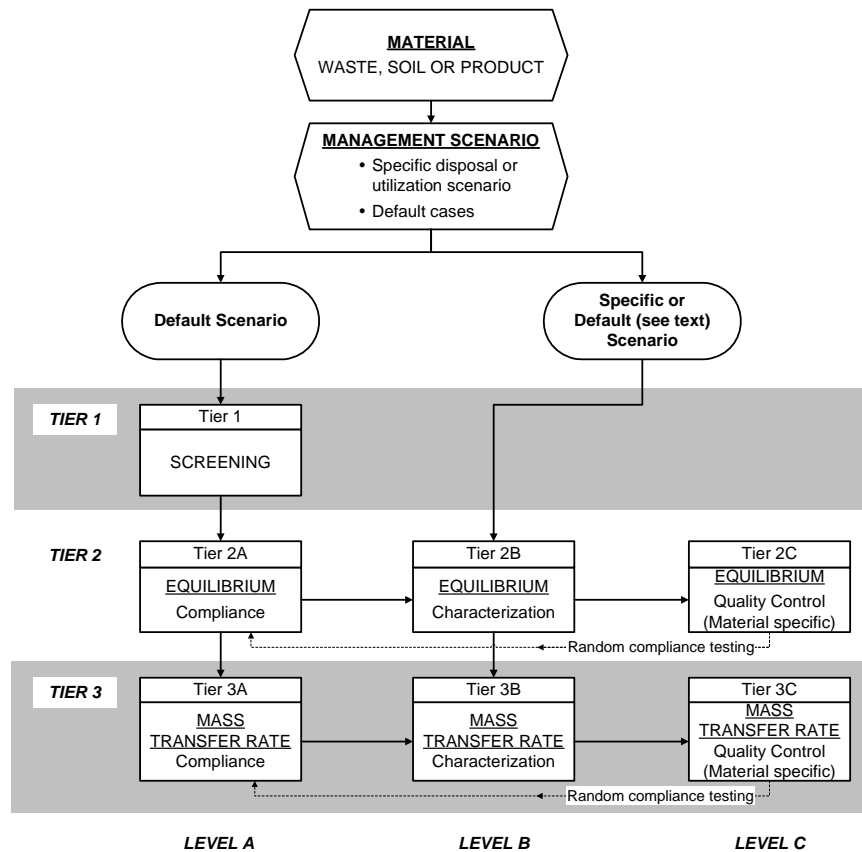 MATERIAL
WASTE, SOIL OR PRODUCT
MANAGEMENT SCENARIO
• Specific disposal or
utilization scenario
• Default cases
Default Scenario
Specific or
Default (see text)
Scenario
TIER 1
Tier 1
SCREENING
TIER 2
Tier 2A
EQUILIBRIUM
Compliance
Tier 2B
EQUILIBRIUM
Characterization
Tier 2C
EQUILIBRIUM
Quality Control
(Material specific)
Random compliance testing
TIER 3
Tier 3A
MASS
TRANSFER RATE
Compliance
Tier 3B
MASS
TRANSFER RATE
Characterization
Tier 3C
MASS
TRANSFER RATE
Quality Control
(Material specific)
Random compliance testing
LEVEL A
LEVEL B
LEVEL C